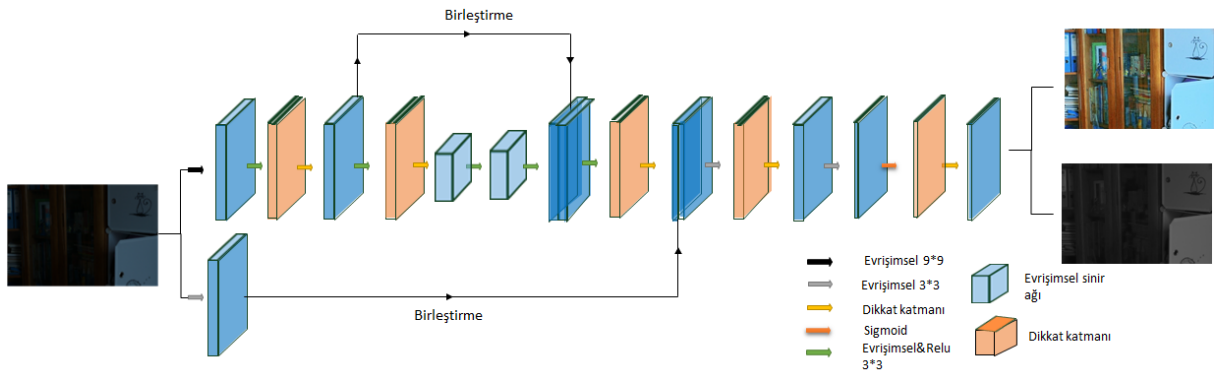 Birleştirme
Birleştirme
Evrişimsel 9*9
Evrişimsel 3*3
Dikkat katmanı
Sigmoid
Evrişimsel&Relu
3*3
Evrişimsel sinir
ağı
Dikkat katmanı